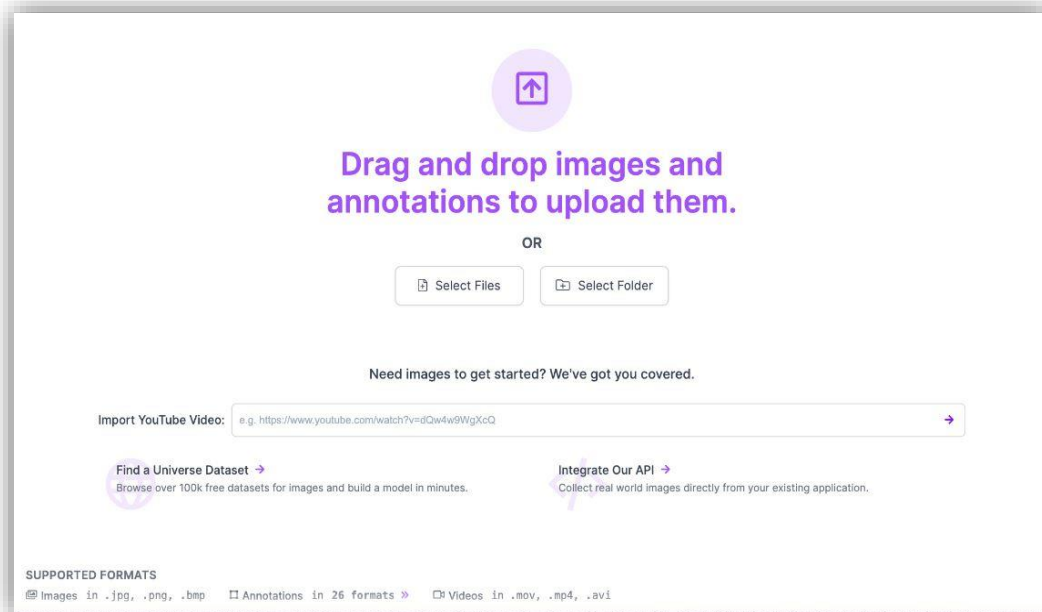 Drag and drop images and
annotations to upload them.
OR
Select Files
Select Folder
Need images to get started? We've got you covered.
Import YouTube Video: e.g. https://www.youtube.com/watch?v=dQw4w9WgXcQ
Find a Universe Dataset →
Browse over 100k free datasets for images and build a model in minutes.
Integrate Our API →
Collect real world images directly from your existing application.
SUPPORTED FORMATS
Images in .jpg, .png, .bmp
Annotations in 26 formats »
Videos in .mov, .mp4, .avi